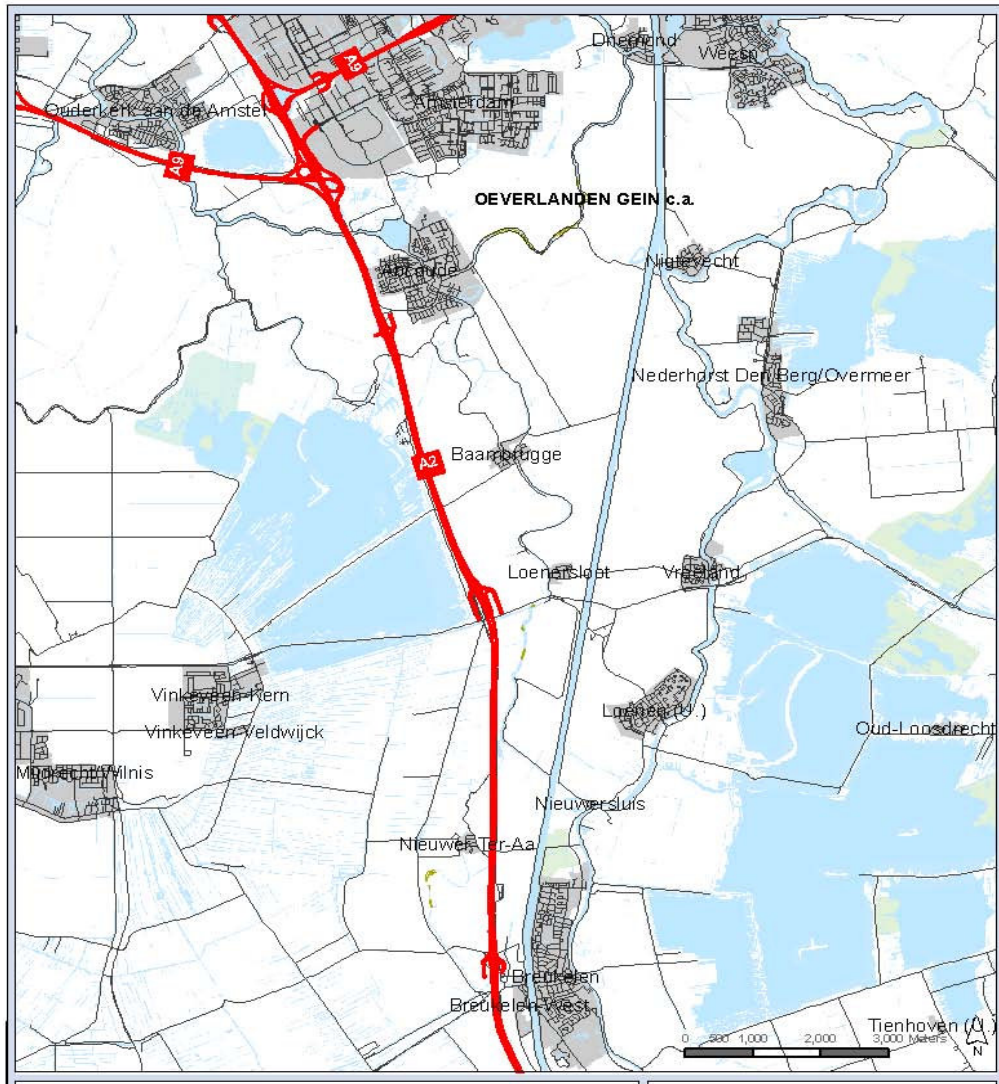 Driemond
Weesp
A9
Amsterdam
Ouderkerk aan de Amstel
A9
OEVERLANDEN GEIN c.a.
Abcoude
Nigtevecht
Nederhorst Den Berg/Overmeer
A2
Baambrugge
Loenersloot
Vreeland
Vinkeveen-Kern
Loenen (U.)
Vinkeveen-Veldwijck
Oud-Loosdrecht
Mijdrecht/Wilnis
Nieuwersluis
Nieuwer-Ter-Aa
Breukelen
Breukelen-West
Tienhoven (U.)
0 500 1,000 2,000 3,000 Meters
N